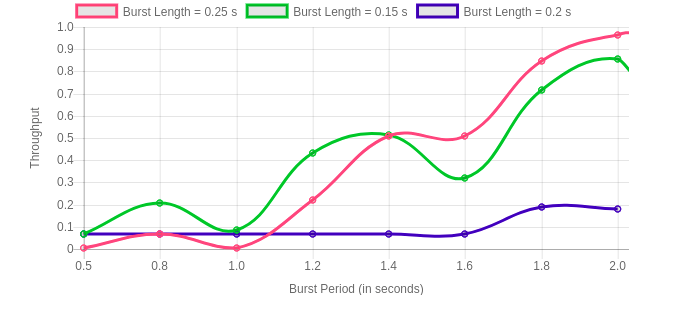 Burst Length = 0.25 s Burst Length = 0.15 s Burst Length = 0.2 s
1.0
0.9
0.8
0.7
0.6
0.5
0.4
0.3
0.2
0.1
0
Throughput
0.5 0.8 1.0 1.2 1.4 1.6 1.8 2.0
Burst Period (in seconds)